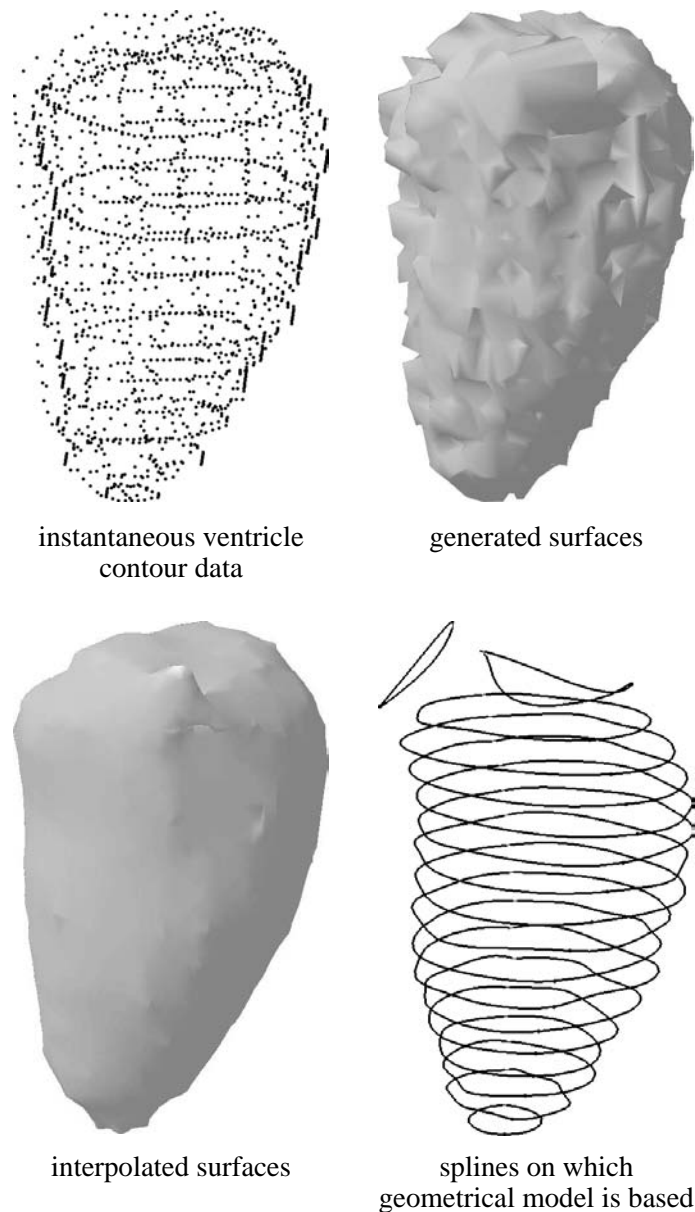 instantaneous ventricle
contour data
generated surfaces
interpolated surfaces
splines on which
geometrical model is based